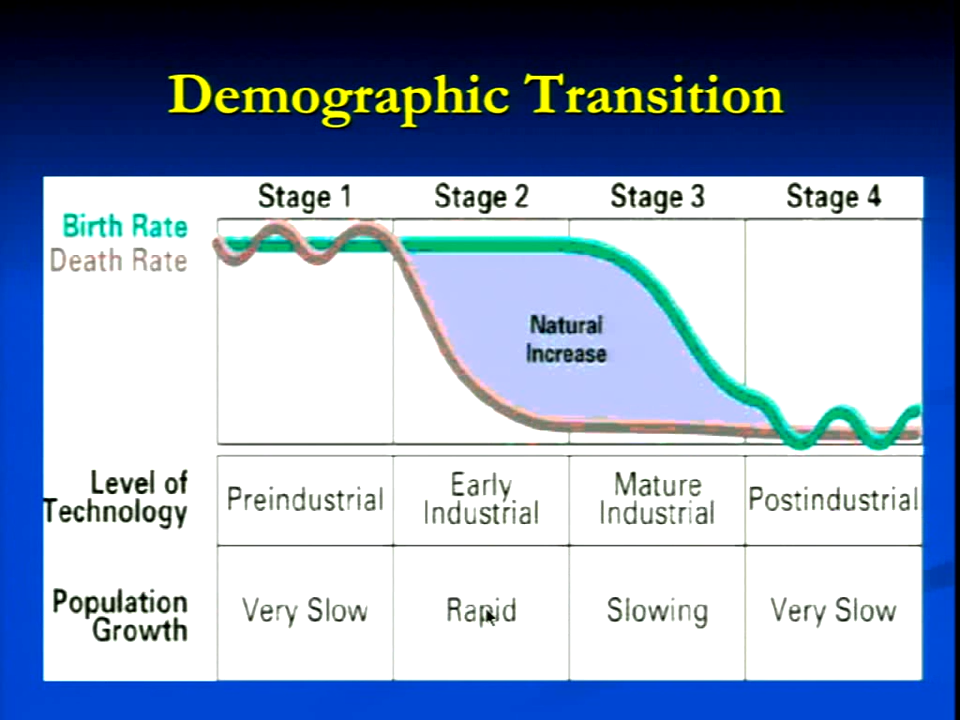 Demographic Transition
Stage 1 Stage 2 Stage 3 Stage 4
Birth Rate
Death Rate
Natural
Increase
Level of
Technology
Preindustrial
Early
Industrial
Mature
Industrial
Postindustrial
Population
Growth
Very Slow
Rapid
Slowing
Very Slow